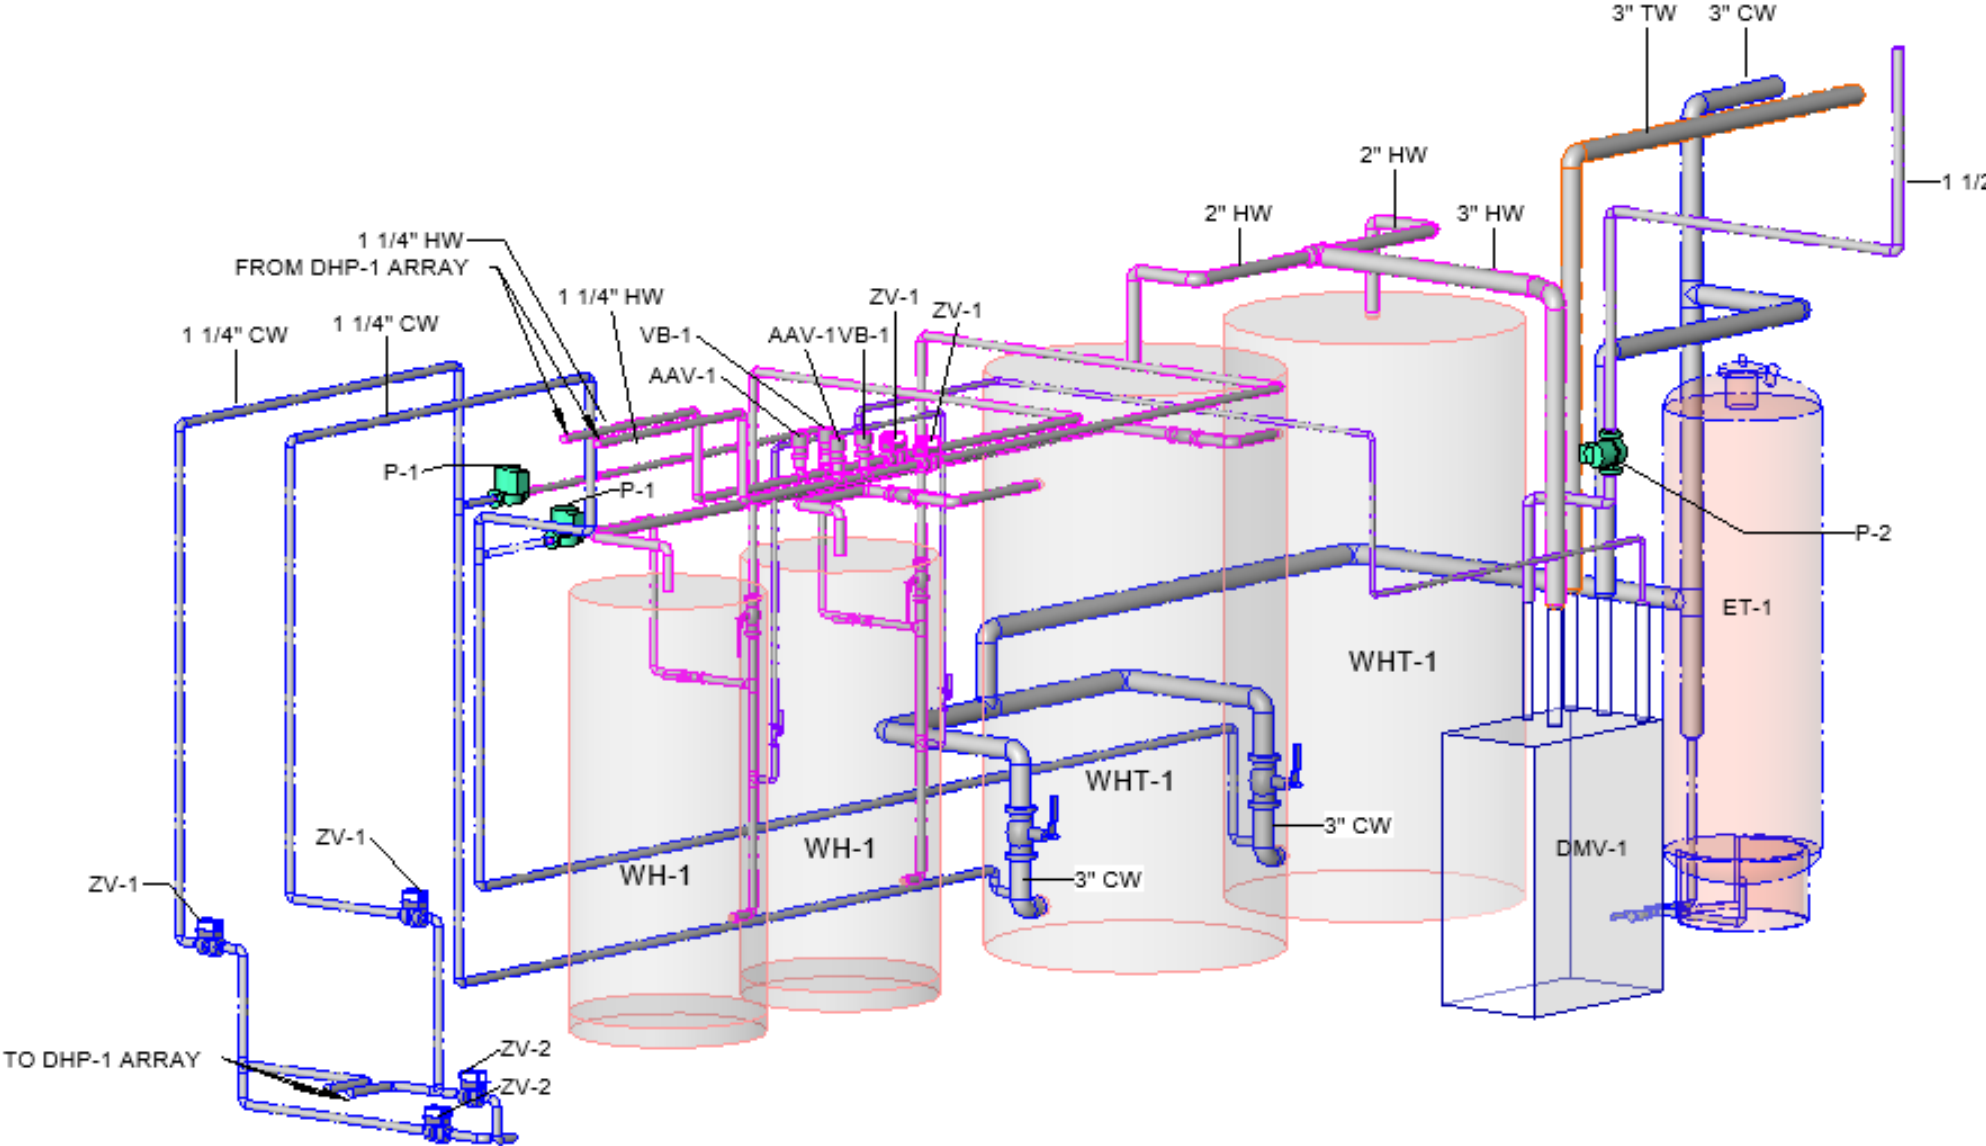 3" TW
3" CW
2" HW
2" HW
3" HW
1 1/2
1 1/4" HW
FROM DHP-1 ARRAY
1 1/4" HW
ZV-1
ZV-1
1 1/4" CW
1 1/4" CW
VB-1
AAV-1
VB-1
AAV-1
P-1
P-1
P-2
ET-1
WHT-1
WHT-1
3" CW
DMV-1
ZV-1
WH-1
WH-1
3" CW
ZV-1
ZV-2
TO DHP-1 ARRAY
ZV-2